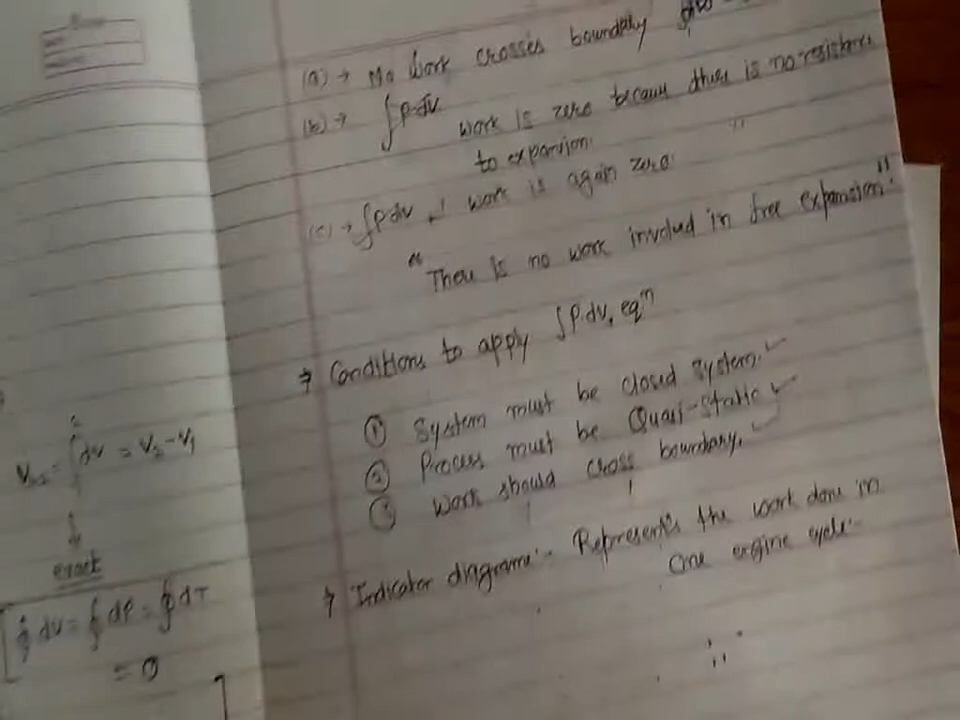 (a) → No work crosses boundary
(b) → ∫p.dv work is zero becaus there is no resistance
to expansion.
(c) → ∫p.dv, work is again zero.
"There is no work involved in free expansion."
→ Conditions to apply ∫p.dv, eqⁿ
① System must be closed system. ✓
② Process must be Quasi-static ✓
③ Work should cross boundary. ✓
→ Indicator diagram:- Represents the work done in
one engine cycle.
dv = V₂-V₁
exact
∮dv = ∮dp = ∮dT
= 0